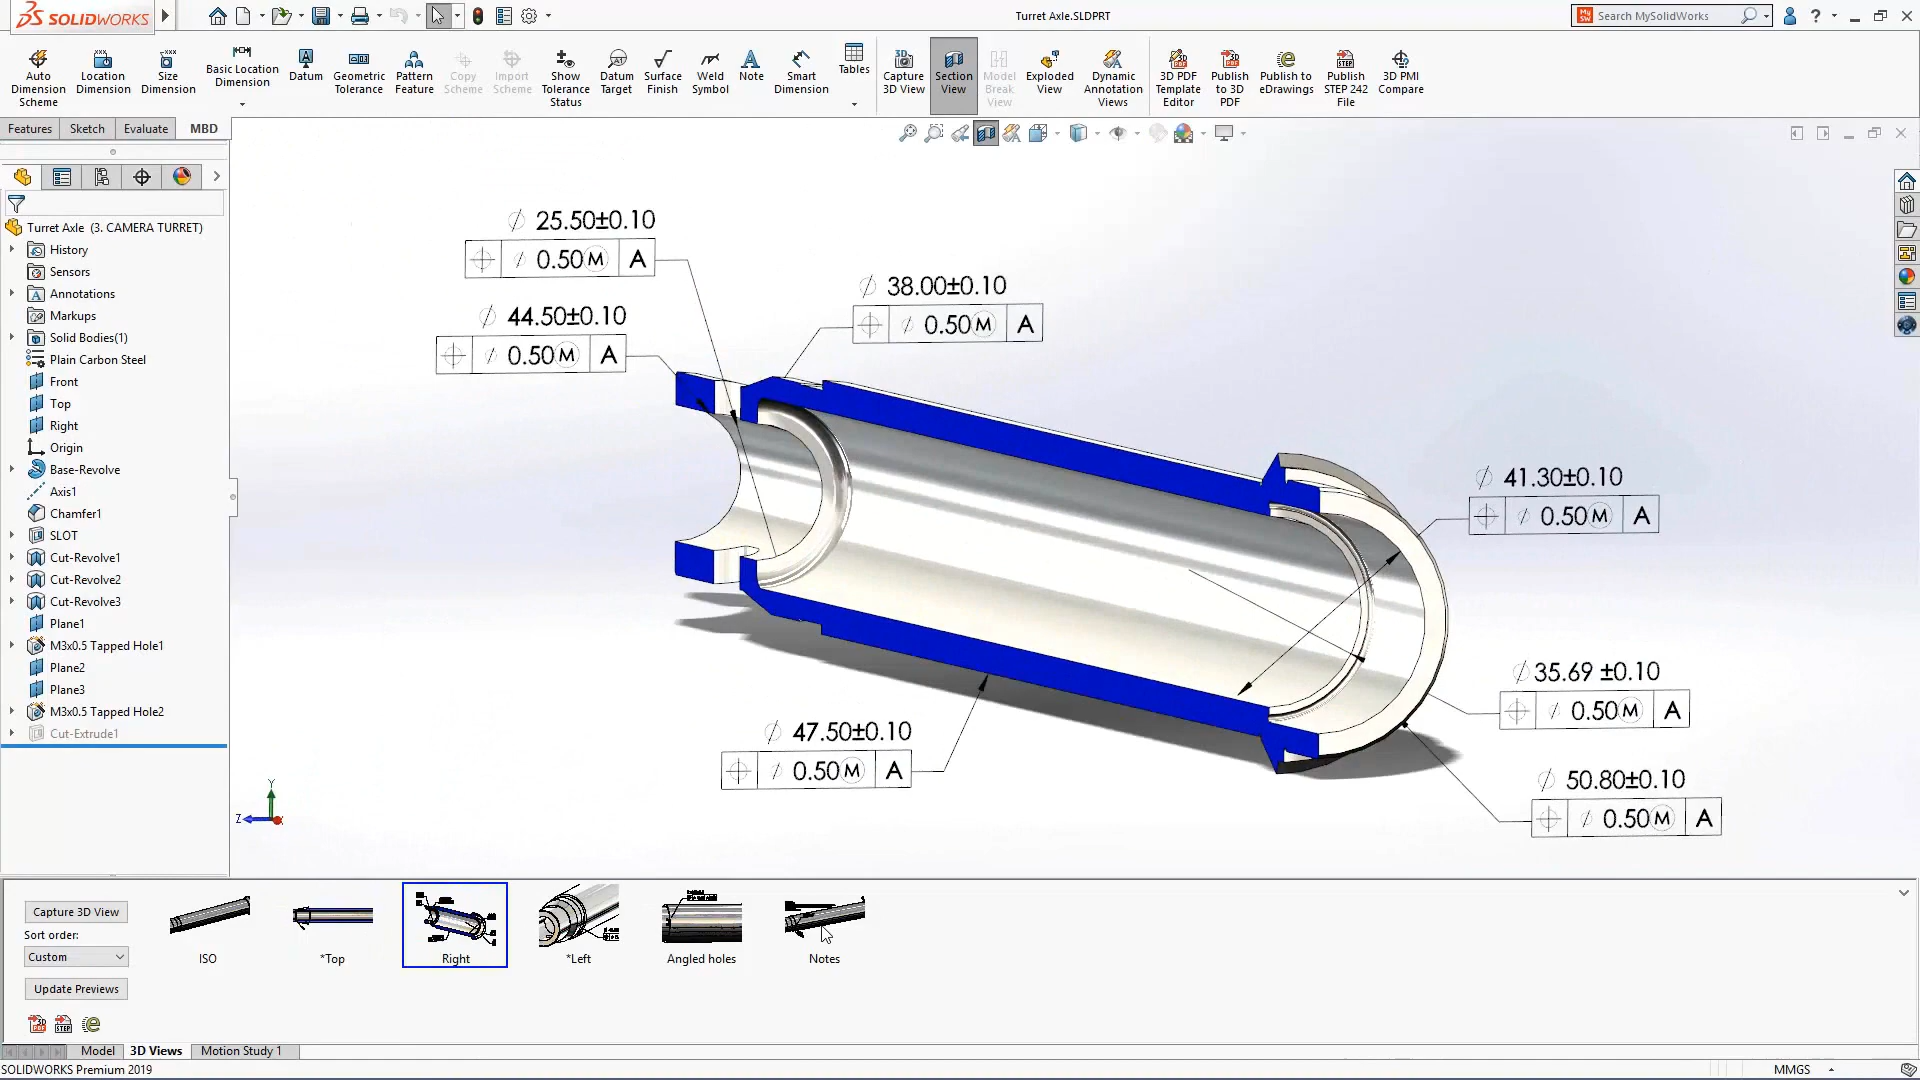 SOLIDWORKS
Turret Axle.SLDPRT
Search MySolidWorks
Auto Dimension Scheme
Location Dimension
Size Dimension
Basic Location Dimension
Datum
Geometric Tolerance
Pattern Feature
Copy Scheme
Import Scheme
Show Tolerance Status
Datum Target
Surface Finish
Weld Symbol
Note
Smart Dimension
Tables
Capture 3D View
Section View
Model Break View
Exploded View
Dynamic Annotation Views
3D PDF Template Editor
Publish to 3D PDF
Publish to eDrawings
Publish STEP 242 File
3D PMI Compare
Features
Sketch
Evaluate
MBD
Turret Axle (3. CAMERA TURRET)
History
Sensors
Annotations
Markups
Solid Bodies(1)
Plain Carbon Steel
Front
Top
Right
Origin
Base-Revolve
Axis1
Chamfer1
SLOT
Cut-Revolve1
Cut-Revolve2
Cut-Revolve3
Plane1
M3x0.5 Tapped Hole1
Plane2
Plane3
M3x0.5 Tapped Hole2
Cut-Extrude1
∅ 25.50±0.10
∅ 0.50 Ⓜ A
∅ 44.50±0.10
∅ 0.50 Ⓜ A
∅ 38.00±0.10
∅ 0.50 Ⓜ A
∅ 41.30±0.10
∅ 0.50 Ⓜ A
∅ 35.69 ±0.10
∅ 0.50 Ⓜ A
∅ 47.50±0.10
∅ 0.50 Ⓜ A
∅ 50.80±0.10
∅ 0.50 Ⓜ A
Y
Z
Capture 3D View
Sort order:
Custom
Update Previews
ISO
*Top
Right
*Left
Angled holes
Notes
Model
3D Views
Motion Study 1
SOLIDWORKS Premium 2019
MMGS